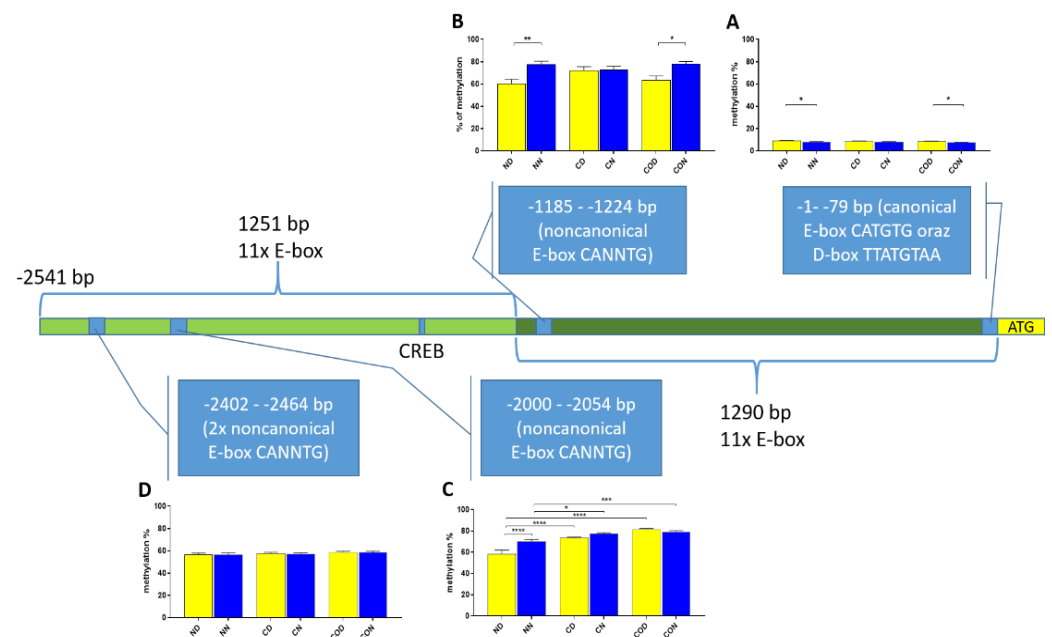 B
**
*
% of methylation
100
80
60
40
20
0
ND
NN
CD
CN
COD
CON
A
*
*
methylation %
100
80
60
40
20
0
ND
NN
CD
CN
COD
CON
-1185 - -1224 bp
(noncanonical
E-box CANNTG)
-1- -79 bp (canonical
E-box CATGTG oraz
D-box TTATGTAA
1251 bp
11x E-box
-2541 bp
CREB
ATG
-2402 - -2464 bp
(2x noncanonical
E-box CANNTG)
-2000 - -2054 bp
(noncanonical
E-box CANNTG)
1290 bp
11x E-box
D
methylation %
100
80
60
40
20
0
ND
NN
CD
CN
COD
CON
C
***
*
****
****
****
methylation %
100
80
60
40
20
0
ND
NN
CD
CN
COD
CON